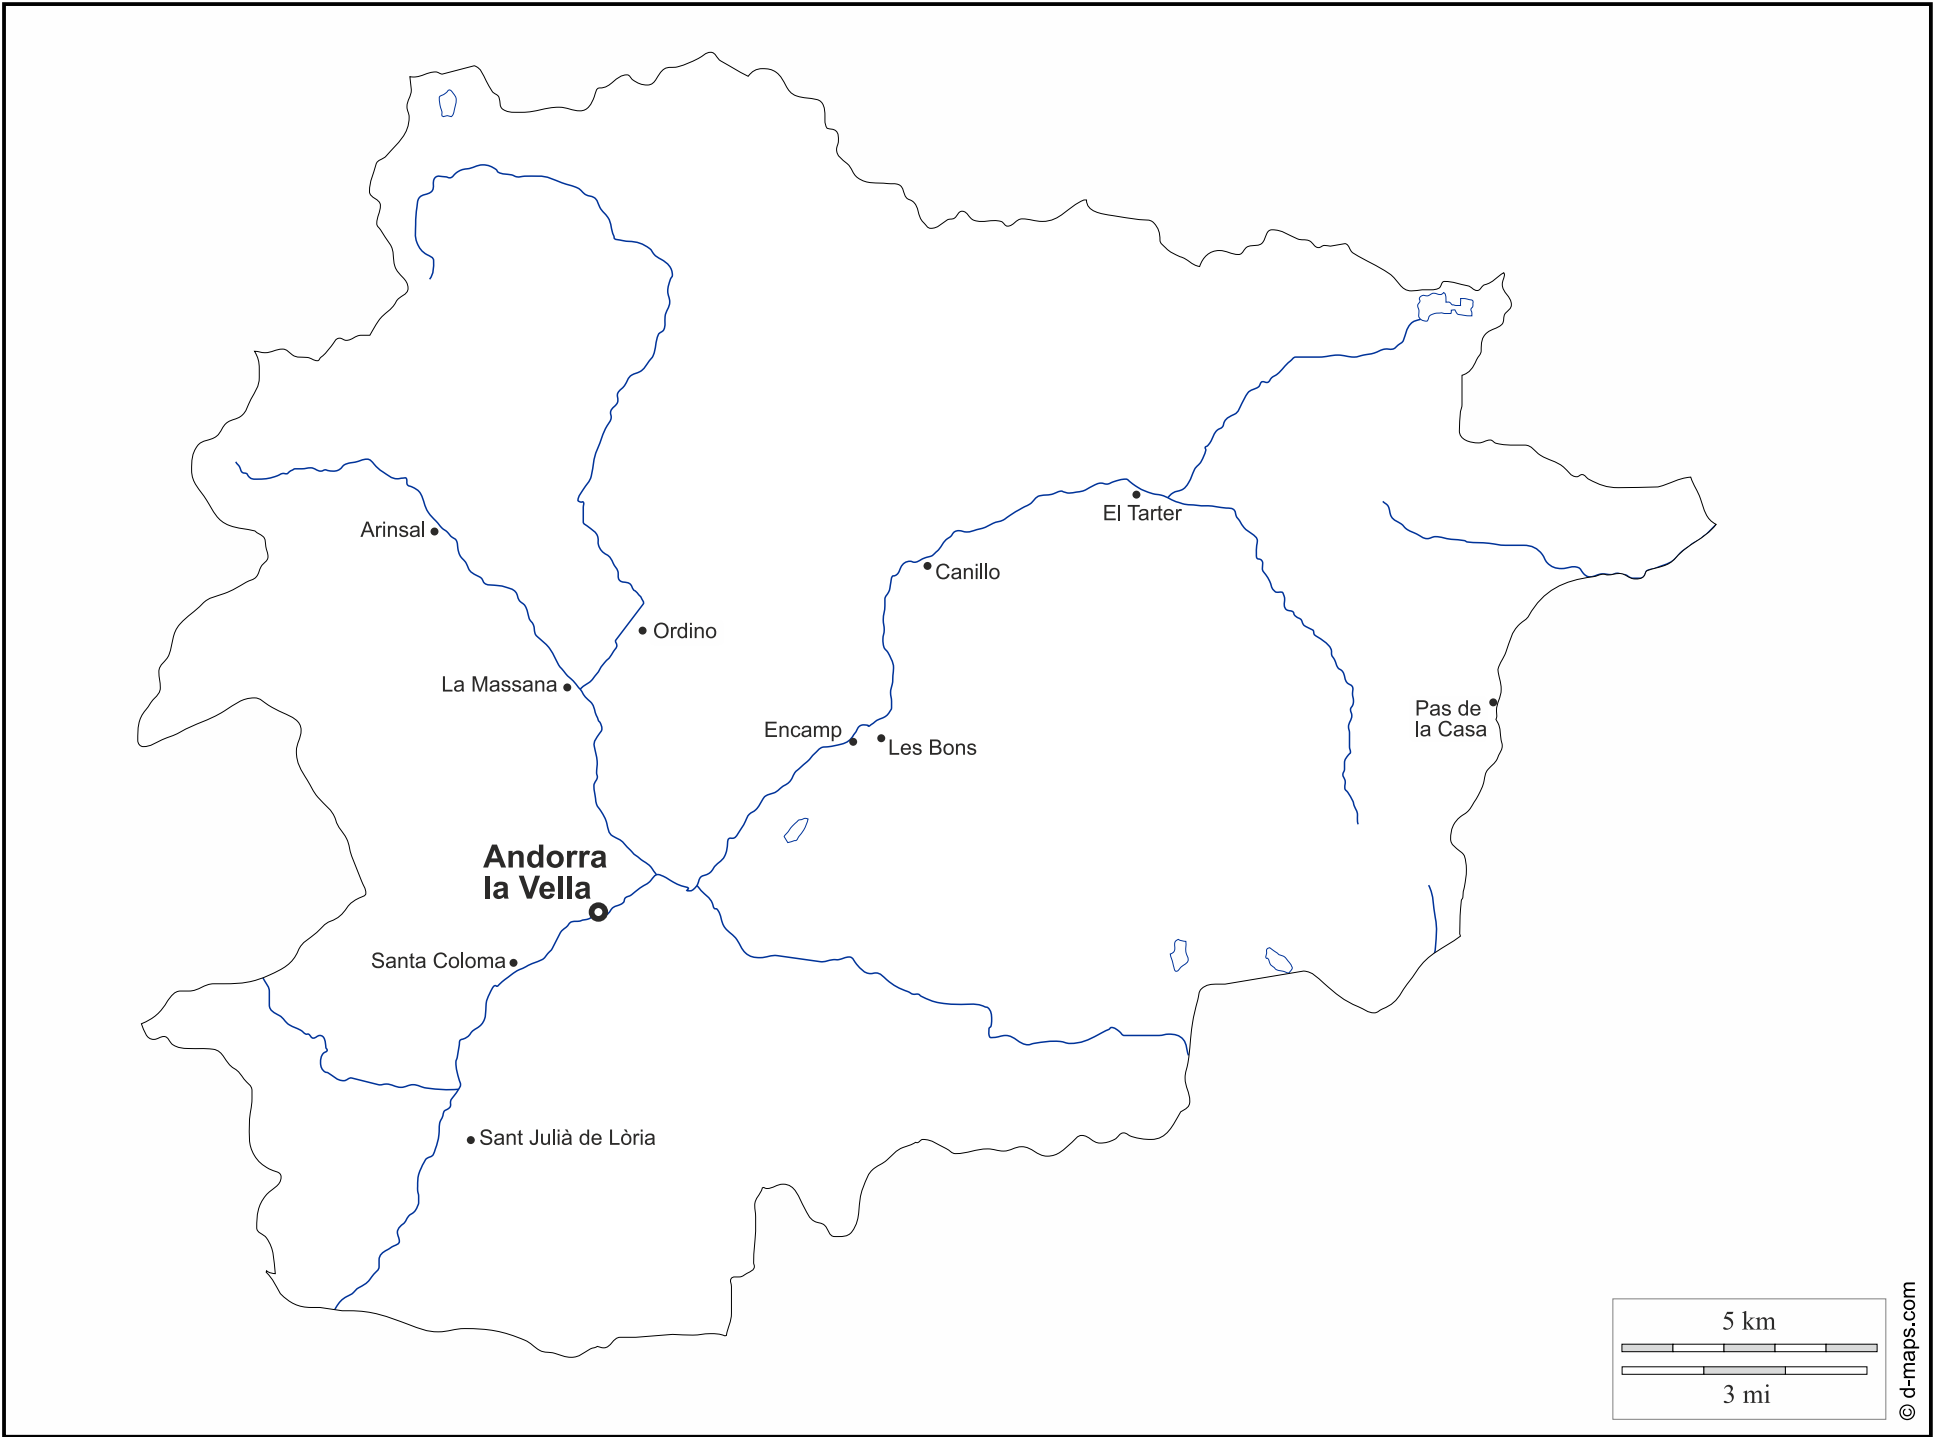 Arinsal
El Tarter
Canillo
Ordino
La Massana
Pas de
la Casa
Encamp
Les Bons
Andorra
la Vella
Santa Coloma
Sant Julià de Lòria
5 km
3 mi
© d-maps.com